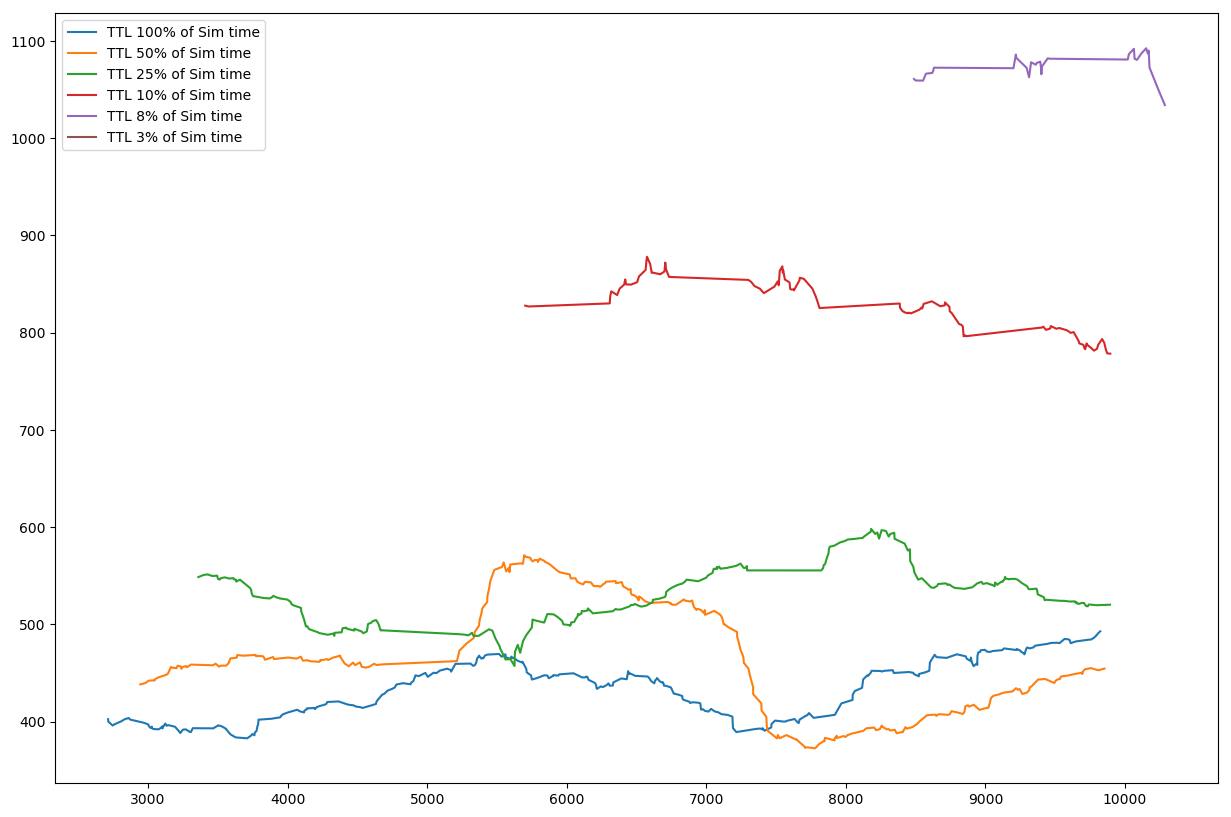 TTL 100% of Sim time
TTL 50% of Sim time
TTL 25% of Sim time
TTL 10% of Sim time
TTL 8% of Sim time
TTL 3% of Sim time
1100
1000
900
800
700
600
500
400
3000 4000 5000 6000 7000 8000 9000 10000